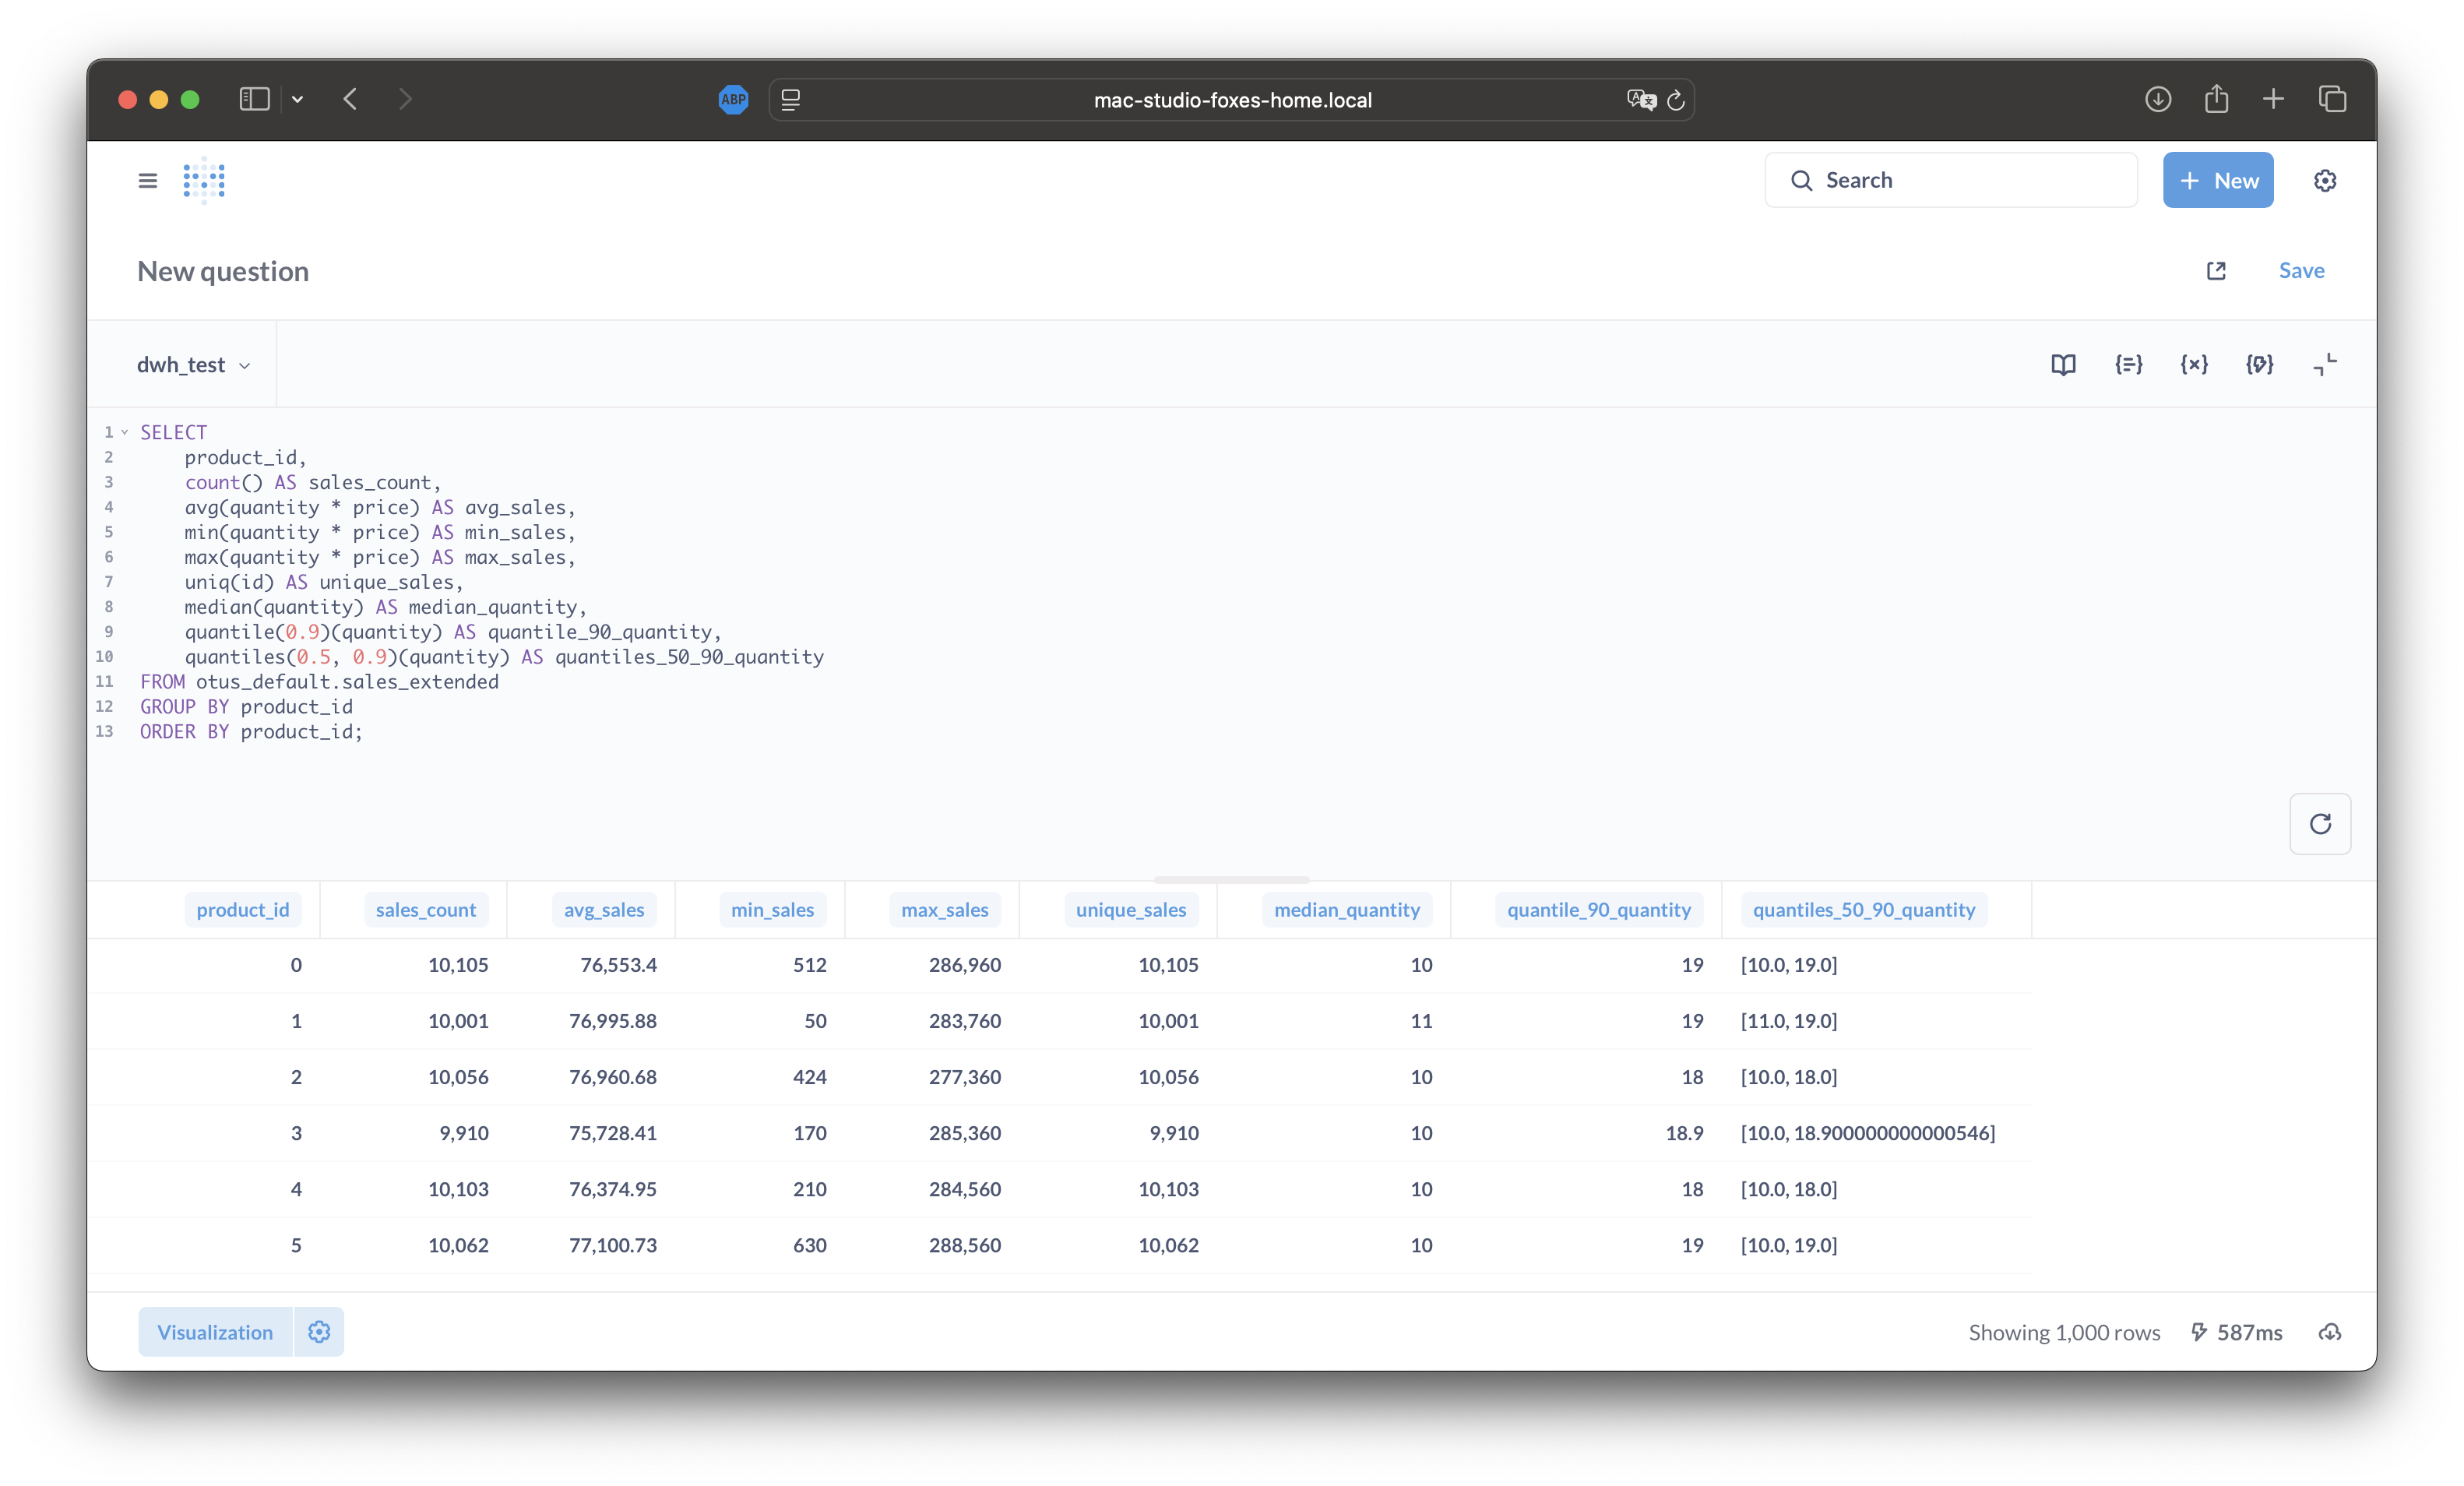 ABP
mac-studio-foxes-home.local
Search
+ New
New question
Save
dwh_test
1 SELECT
2     product_id,
3     count() AS sales_count,
4     avg(quantity * price) AS avg_sales,
5     min(quantity * price) AS min_sales,
6     max(quantity * price) AS max_sales,
7     uniq(id) AS unique_sales,
8     median(quantity) AS median_quantity,
9     quantile(0.9)(quantity) AS quantile_90_quantity,
10     quantiles(0.5, 0.9)(quantity) AS quantiles_50_90_quantity
11 FROM otus_default.sales_extended
12 GROUP BY product_id
13 ORDER BY product_id;
product_id sales_count avg_sales min_sales max_sales unique_sales median_quantity quantile_90_quantity quantiles_50_90_quantity
0 10,105 76,553.4 512 286,960 10,105 10 19 [10.0, 19.0]
1 10,001 76,995.88 50 283,760 10,001 11 19 [11.0, 19.0]
2 10,056 76,960.68 424 277,360 10,056 10 18 [10.0, 18.0]
3 9,910 75,728.41 170 285,360 9,910 10 18.9 [10.0, 18.900000000000546]
4 10,103 76,374.95 210 284,560 10,103 10 18 [10.0, 18.0]
5 10,062 77,100.73 630 288,560 10,062 10 19 [10.0, 19.0]
Visualization
Showing 1,000 rows 587ms